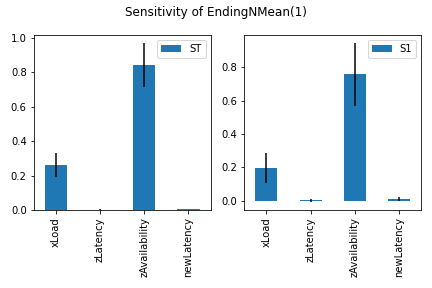 Sensitivity of EndingNMean(1)
1.0
0.8
0.6
0.4
0.2
0.0
ST
xLoad
zLatency
zAvailability
newLatency
0.8
0.6
0.4
0.2
0.0
S1
xLoad
zLatency
zAvailability
newLatency